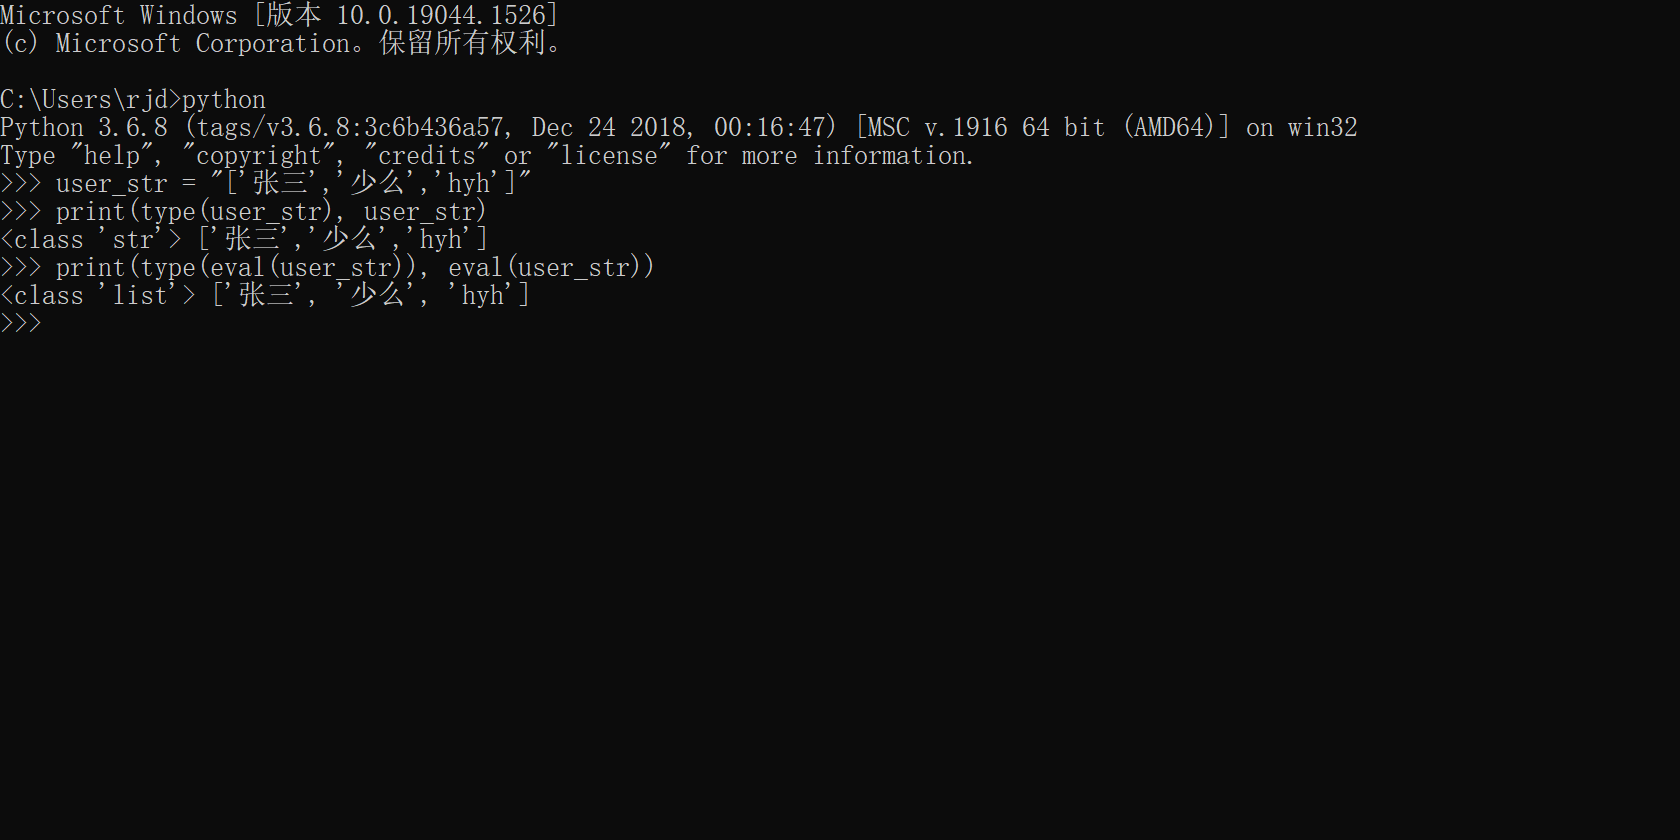 Microsoft Windows [版本 10.0.19044.1526]
(c) Microsoft Corporation。保留所有权利。
C:\Users\rjd>python
Python 3.6.8 (tags/v3.6.8:3c6b436a57, Dec 24 2018, 00:16:47) [MSC v.1916 64 bit (AMD64)] on win32
Type "help", "copyright", "credits" or "license" for more information.
>>> user_str = "['张三','少么','hyh']"
>>> print(type(user_str), user_str)
<class 'str'> ['张三','少么','hyh']
>>> print(type(eval(user_str)), eval(user_str))
<class 'list'> ['张三', '少么', 'hyh']
>>>